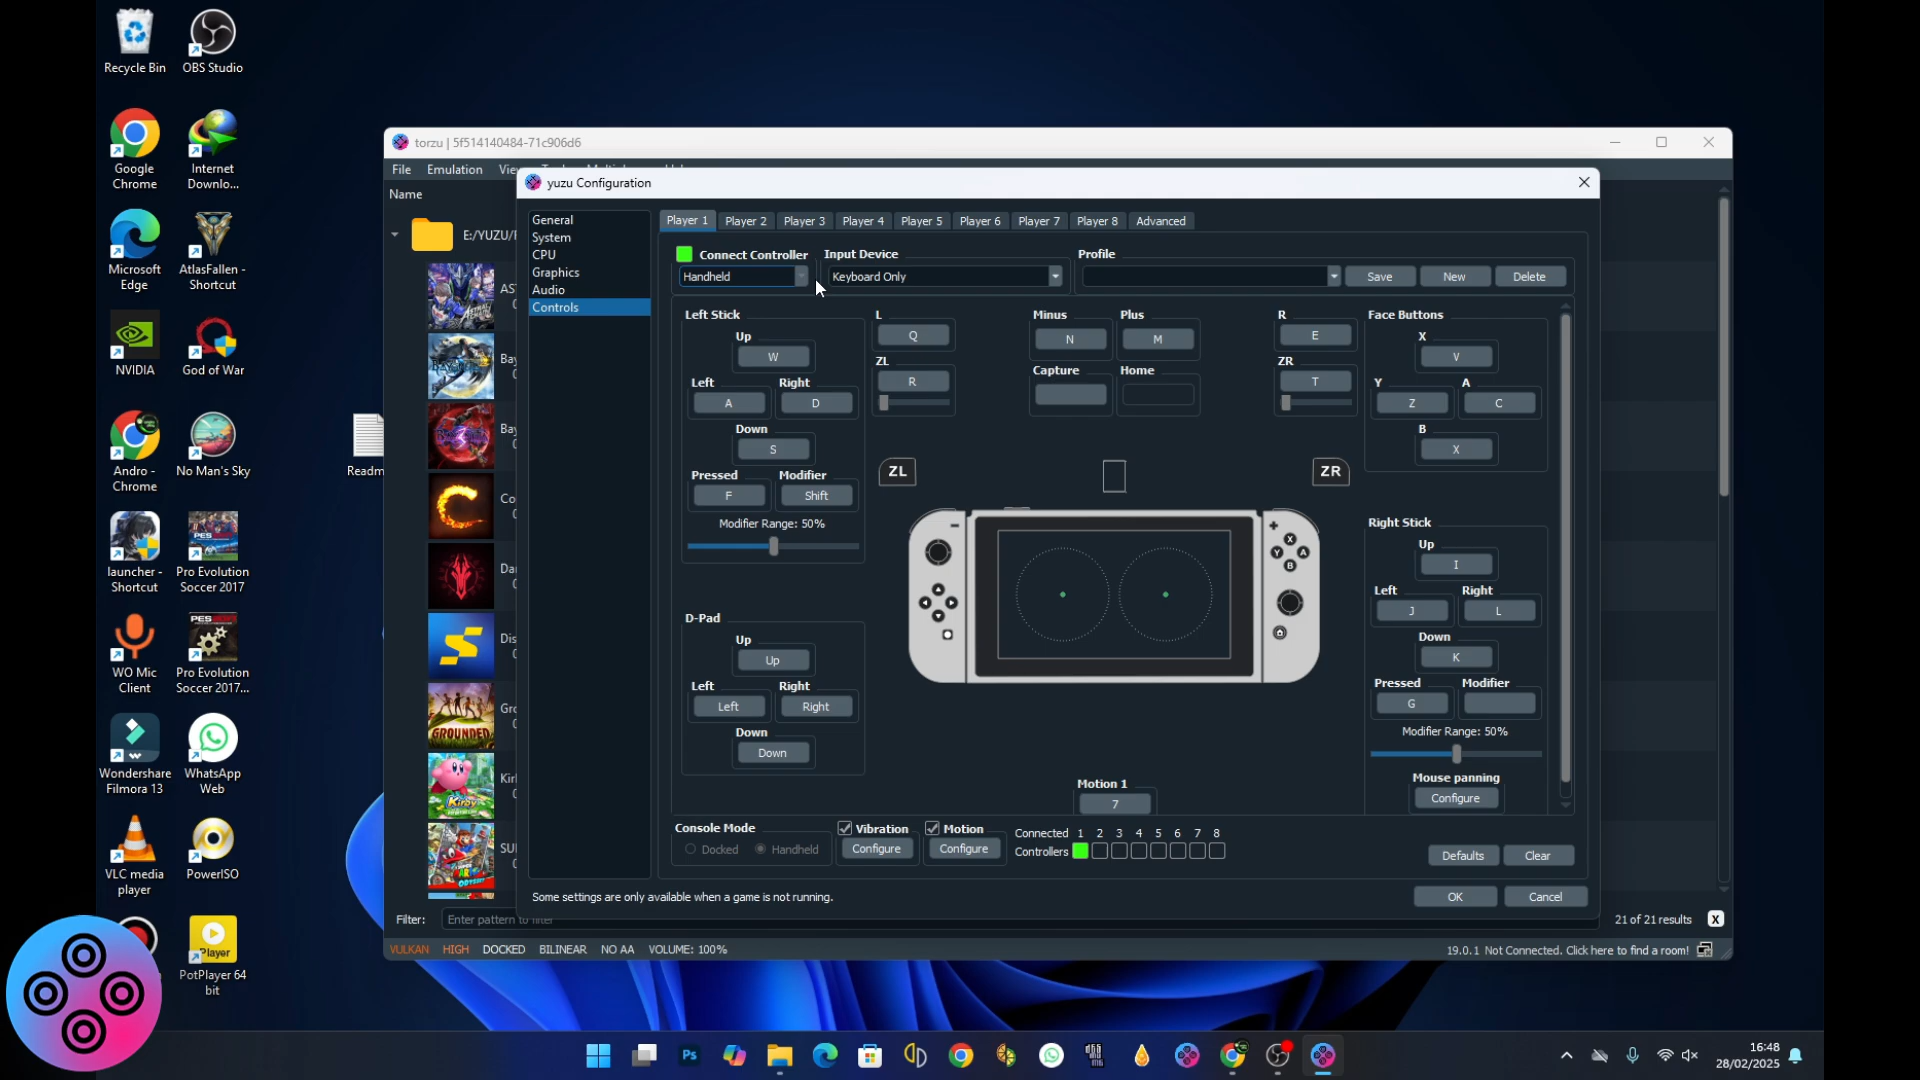 Recycle Bin
OBS Studio
Google
Chrome
Internet
Downlo...
Microsoft
Edge
AtlasFallen -
Shortcut
NVIDIA
God of War
Andro -
Chrome
No Man's Sky
launcher -
Shortcut
Pro Evolution
Soccer 2017
WO Mic
Client
Pro Evolution
Soccer 2017...
Wondershare
Filmora 13
WhatsApp
Web
VLC media
player
PowerISO
PotPlayer 64
bit
Player
Readm
torzu | 5f514140484-71c906d6
File Emulation
Name
E:/YUZU/
GROUNDED
Kirby
yuzu Configuration
General
System
CPU
Graphics
Audio
Controls
Player 1 Player 2 Player 3 Player 4 Player 5 Player 6 Player 7 Player 8 Advanced
Connect Controller Input Device Profile
Handheld Keyboard Only Save New Delete
Left Stick
Up
W
Left Right
A D
Down
S
Pressed Modifier
F Shift
Modifier Range: 50%
D-Pad
Up
Up
Left Right
Left Right
Down
Down
L
Q
ZL
R
Minus Plus
N M
Capture Home
R
E
ZR
T
ZL
ZR
X
Y A
B
Face Buttons
X
V
Y A
Z C
B
X
Right Stick
Up
I
Left Right
J L
Down
K
Pressed Modifier
G
Modifier Range: 50%
Mouse panning
Configure
Motion 1
7
Console Mode
Docked Handheld
Vibration
Configure
Motion
Configure
Connected 1 2 3 4 5 6 7 8
Controllers
Defaults Clear
Some settings are only available when a game is not running.
OK Cancel
Filter: Enter pattern to filter
21 of 21 results X
VULKAN HIGH DOCKED BILINEAR NO AA VOLUME: 100%
19.0.1 Not Connected. Click here to find a room!
Ps
16:48
28/02/2025